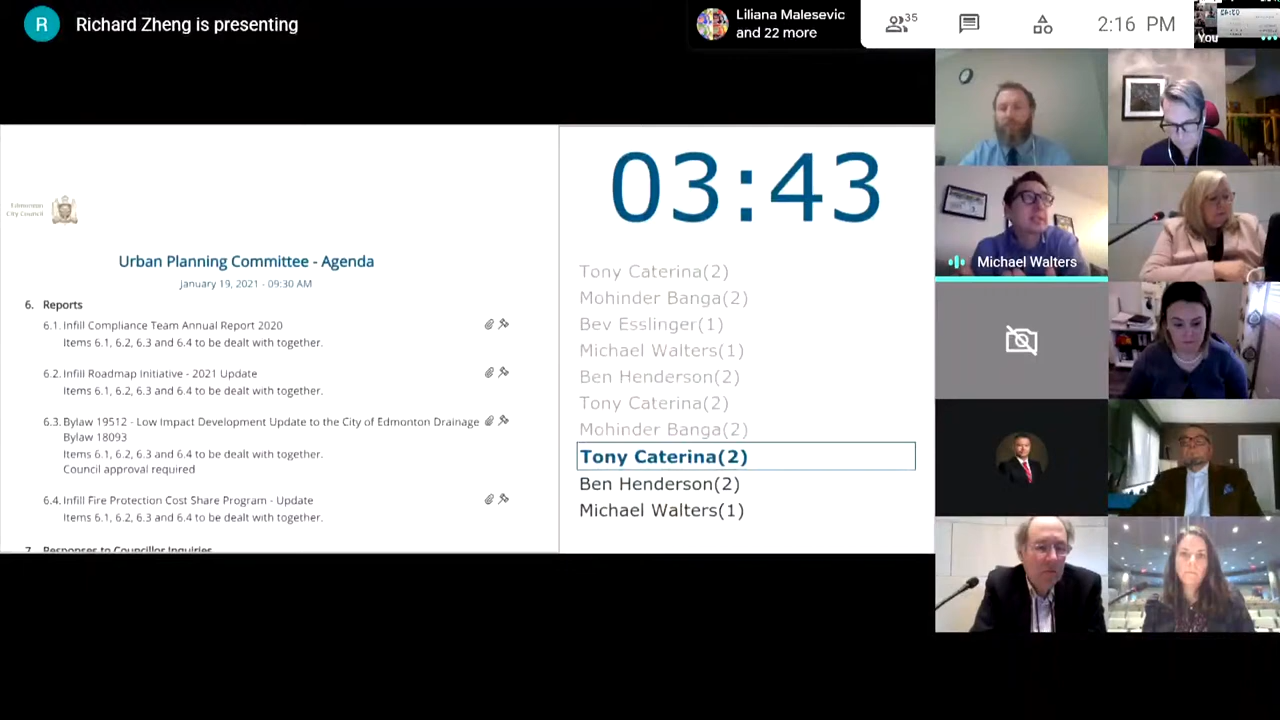 R
Richard Zheng is presenting
Liliana Malesevic
and 22 more
35
2:16 PM
You
Edmonton
City Council
Urban Planning Committee - Agenda
January 19, 2021 - 09:30 AM
6. Reports
6.1. Infill Compliance Team Annual Report 2020
Items 6.1, 6.2, 6.3 and 6.4 to be dealt with together.
6.2. Infill Roadmap Initiative - 2021 Update
Items 6.1, 6.2, 6.3 and 6.4 to be dealt with together.
6.3. Bylaw 19512 - Low Impact Development Update to the City of Edmonton Drainage
Bylaw 18093
Items 6.1, 6.2, 6.3 and 6.4 to be dealt with together.
Council approval required
6.4. Infill Fire Protection Cost Share Program - Update
Items 6.1, 6.2, 6.3 and 6.4 to be dealt with together.
7. Responses to Councillor Inquiries
03:43
Tony Caterina(2)
Mohinder Banga(2)
Bev Esslinger(1)
Michael Walters(1)
Ben Henderson(2)
Tony Caterina(2)
Mohinder Banga(2)
Tony Caterina(2)
Ben Henderson(2)
Michael Walters(1)
Michael Walters